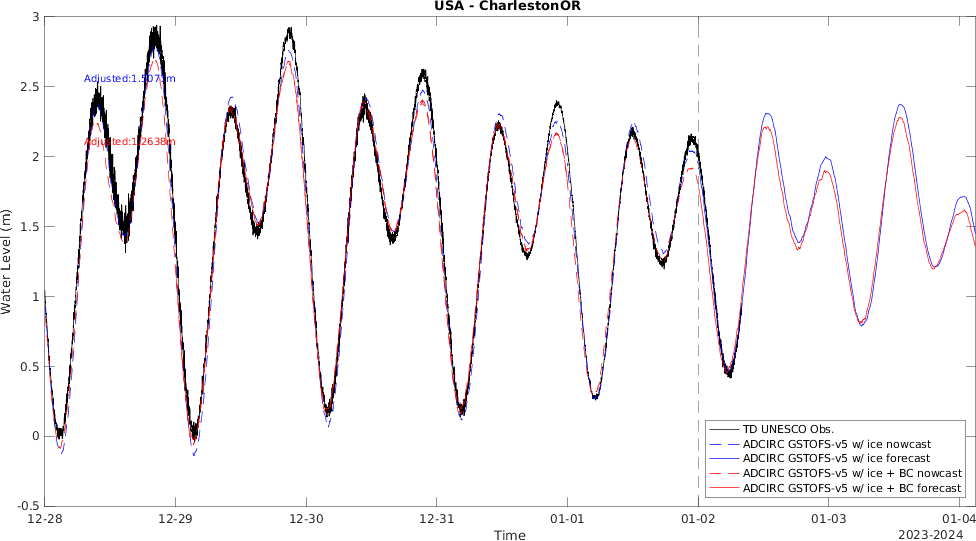 USA - CharlestonOR
3
2.5
2
1.5
1
0.5
0
-0.5
Water Level (m)
Adjusted:1.5071m
Adjusted:1.2638m
TD UNESCO Obs.
ADCIRC GSTOFS-v5 w/ ice nowcast
ADCIRC GSTOFS-v5 w/ ice forecast
ADCIRC GSTOFS-v5 w/ ice + BC nowcast
ADCIRC GSTOFS-v5 w/ ice + BC forecast
12-28 12-29 12-30 12-31 01-01 01-02 01-03 01-04
Time
2023-2024